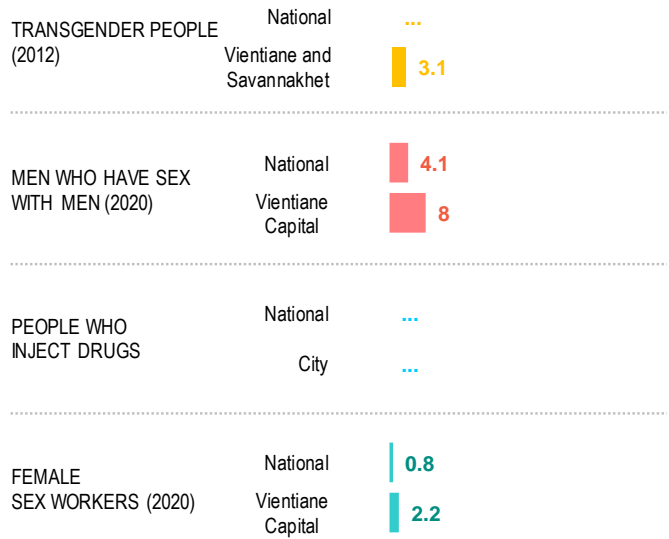 TRANSGENDER PEOPLE
(2012)
National
...
Vientiane and
Savannakhet
3.1
MEN WHO HAVE SEX
WITH MEN (2020)
National
4.1
Vientiane
Capital
8
PEOPLE WHO
INJECT DRUGS
National
...
City
...
FEMALE
SEX WORKERS (2020)
National
0.8
Vientiane
Capital
2.2